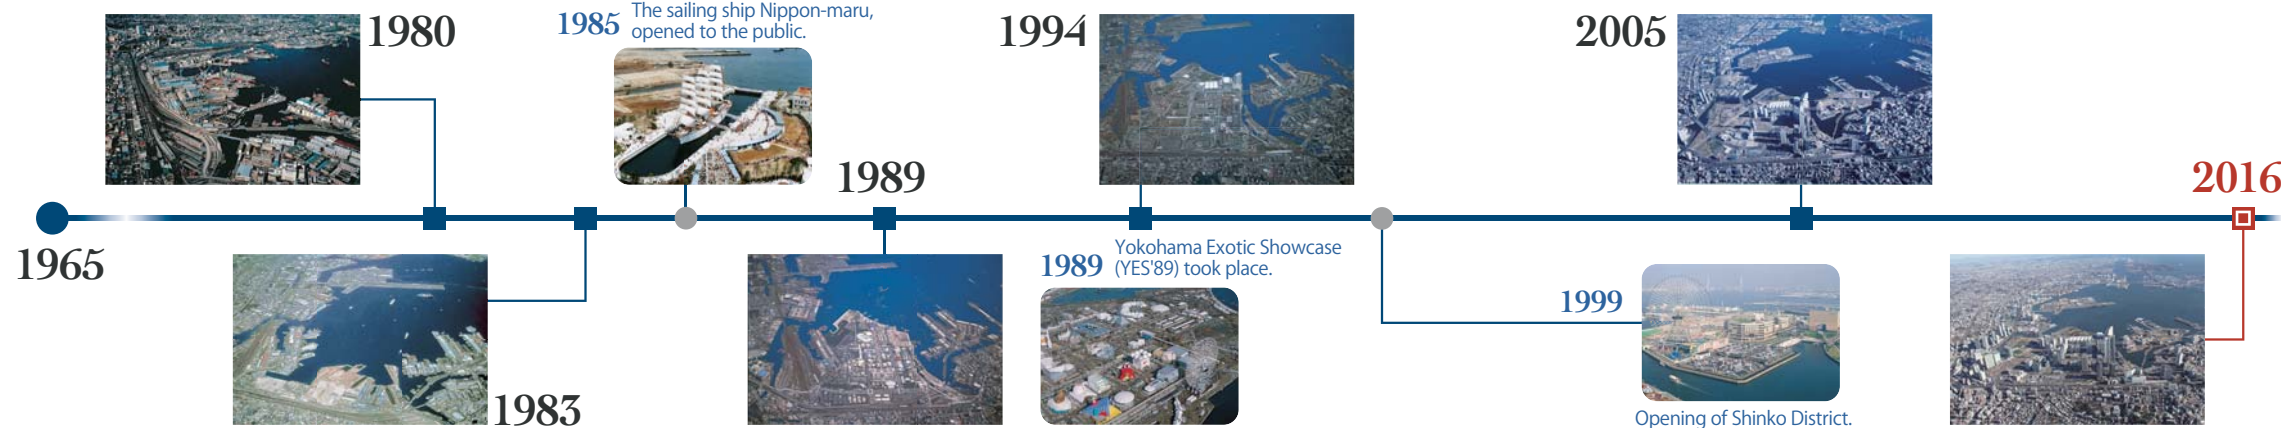 1980
1985
The sailing ship Nippon-maru,
opened to the public.
1994
2005
1989
2016
1965
1983
1989
Yokohama Exotic Showcase
(YES'89) took place.
1999
Opening of Shinko District.